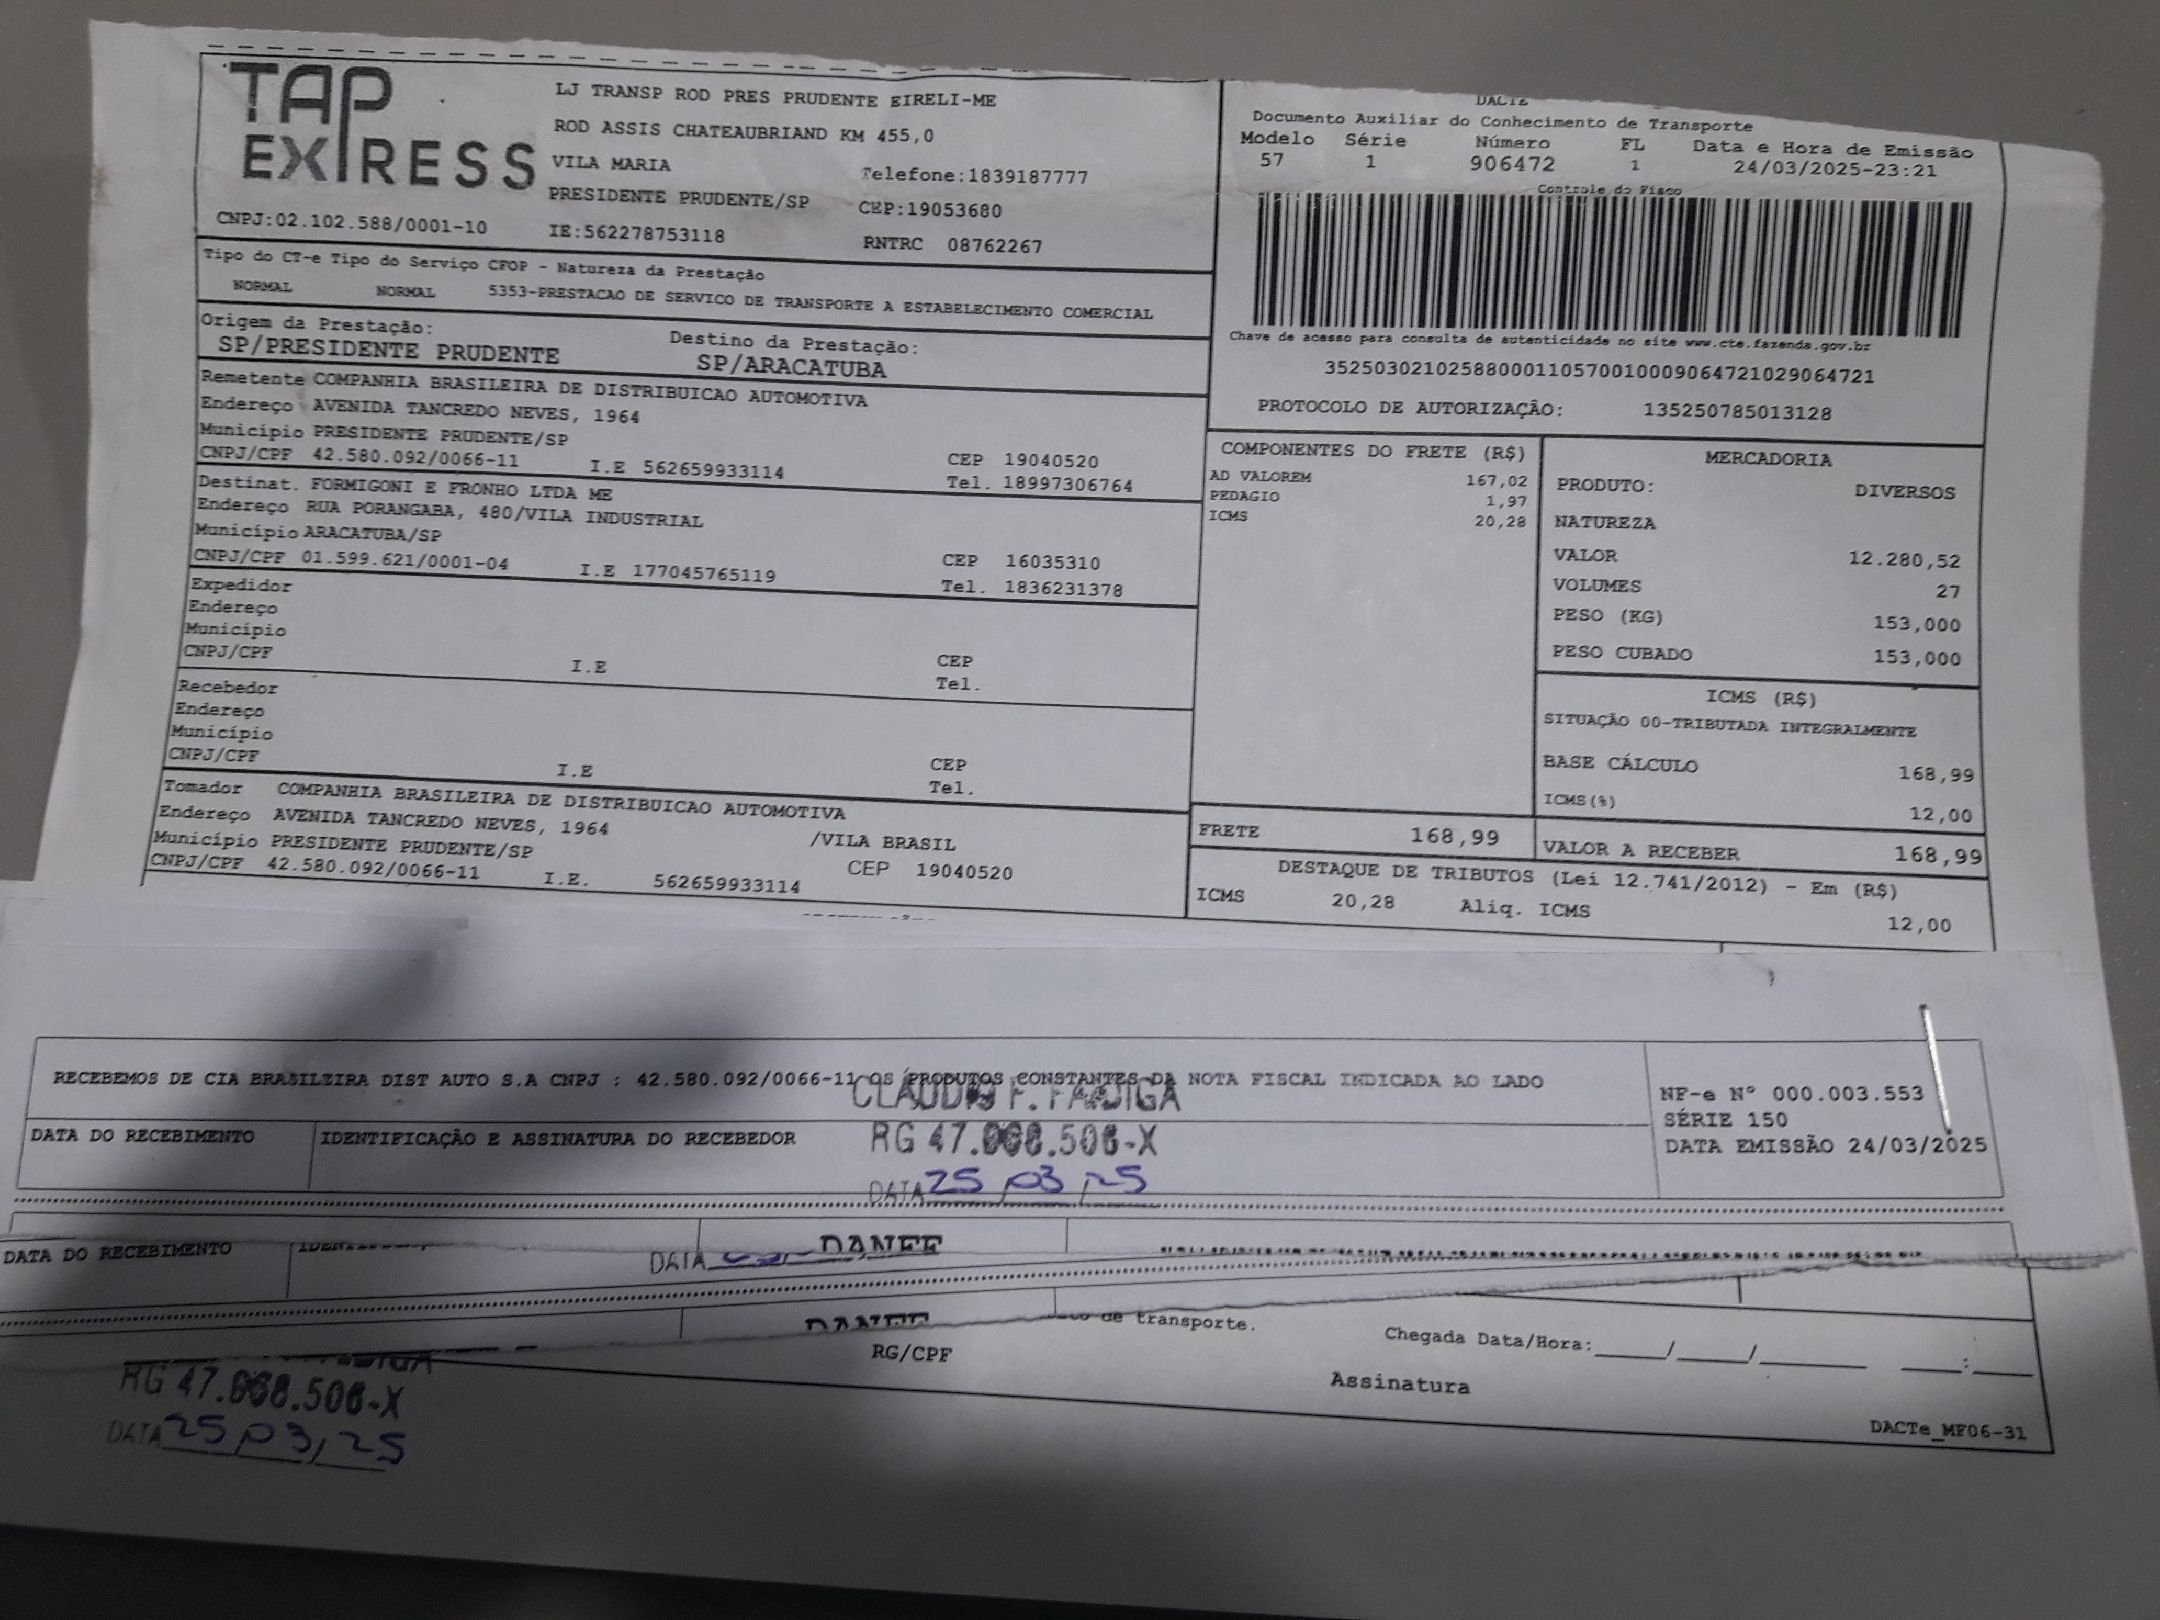 TAP
EXPRESS
LJ TRANSP ROD PRES PRUDENTE EIRELI-ME
ROD ASSIS CHATEAUBRIAND KM 455,0
VILA MARIA Telefone:1839187777
PRESIDENTE PRUDENTE/SP CEP:19053680
CNPJ:02.102.588/0001-10 IE:562278753118 RNTRC 08762267
DACTE
Documento Auxiliar do Conhecimento de Transporte
Modelo Série Número FL Data e Hora de Emissão
57 1 906472 1 24/03/2025-23:21
Controle do Fisco
Chave de acesso para consulta de autenticidade no site www.cte.fazenda.gov.br
35250302102588000110570010009064721029064721
PROTOCOLO DE AUTORIZAÇÃO: 135250785013128
Tipo do CT-e Tipo do Serviço CFOP - Natureza da Prestação
NORMAL NORMAL 5353-PRESTACAO DE SERVICO DE TRANSPORTE A ESTABELECIMENTO COMERCIAL
Origem da Prestação: Destino da Prestação:
SP/PRESIDENTE PRUDENTE SP/ARACATUBA
Remetente COMPANHIA BRASILEIRA DE DISTRIBUICAO AUTOMOTIVA
Endereço AVENIDA TANCREDO NEVES, 1964
Município PRESIDENTE PRUDENTE/SP CEP 19040520
CNPJ/CPF 42.580.092/0066-11 I.E 562659933114 Tel. 18997306764
Destinat. FORMIGONI E FRONHO LTDA ME
Endereço RUA PORANGABA, 480/VILA INDUSTRIAL
Município ARACATUBA/SP CEP 16035310
CNPJ/CPF 01.599.621/0001-04 I.E 177045765119 Tel. 1836231378
Expedidor
Endereço
Município CEP
CNPJ/CPF I.E Tel.
Recebedor
Endereço
Município CEP
CNPJ/CPF I.E Tel.
Tomador COMPANHIA BRASILEIRA DE DISTRIBUICAO AUTOMOTIVA
Endereço AVENIDA TANCREDO NEVES, 1964 /VILA BRASIL
Município PRESIDENTE PRUDENTE/SP CEP 19040520
CNPJ/CPF 42.580.092/0066-11 I.E. 562659933114
COMPONENTES DO FRETE (R$)
AD VALOREM 167,02
PEDAGIO 1,97
ICMS 20,28
MERCADORIA
PRODUTO: DIVERSOS
NATUREZA
VALOR 12.280,52
VOLUMES 27
PESO (KG) 153,000
PESO CUBADO 153,000
ICMS (R$)
SITUAÇÃO 00-TRIBUTADA INTEGRALMENTE
BASE CÁLCULO 168,99
ICMS(%) 12,00
FRETE 168,99 VALOR A RECEBER 168,99
DESTAQUE DE TRIBUTOS (Lei 12.741/2012) - Em (R$)
ICMS 20,28 Aliq. ICMS 12,00
RECEBEMOS DE CIA BRASILEIRA DIST AUTO S.A CNPJ : 42.580.092/0066-11 OS PRODUTOS CONSTANTES DA NOTA FISCAL INDICADA AO LADO
NF-e Nº 000.003.553
SÉRIE 150
DATA EMISSÃO 24/03/2025
DATA DO RECEBIMENTO IDENTIFICAÇÃO E ASSINATURA DO RECEBEDOR
CLAUDIO F.
RG
DATA 25/03/25
DATA DO RECEBIMENTO
DATA
DANFE
DANFE
de transporte.
RG/CPF
Chegada Data/Hora:____/____/______ ____:____
Assinatura
RG
DATA 25/03/25
DACTe_MF06-31